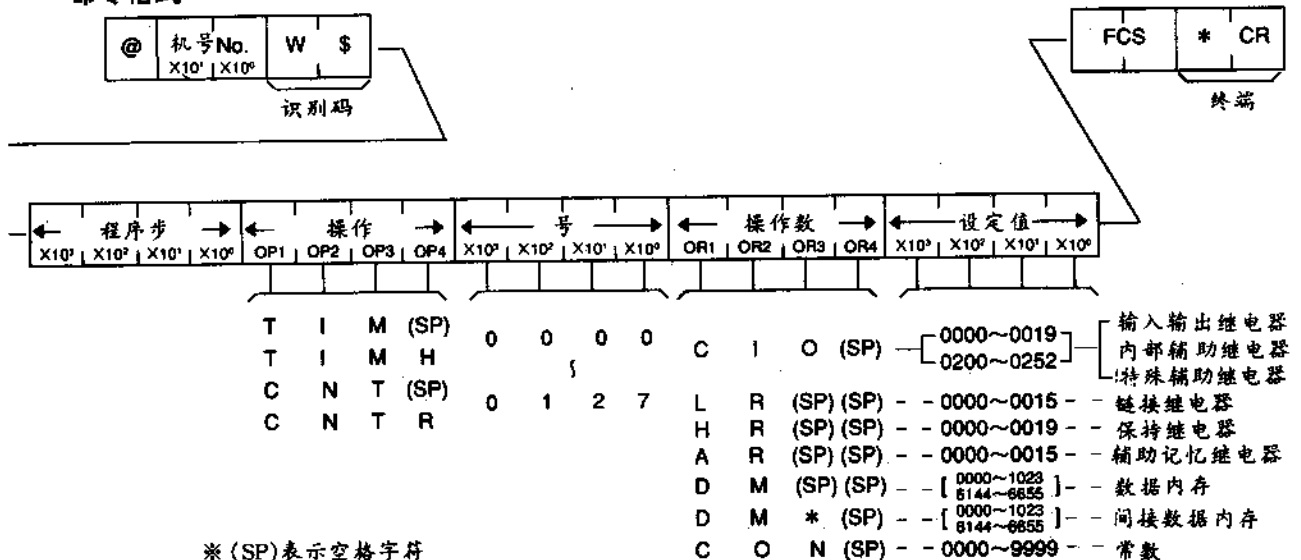 @ 机号No. W $
X10¹ X10⁰
识别码
FCS * CR
终端
程序步 操作 号 操作数 设定值
X10³ X10² X10¹ X10⁰ OP1 OP2 OP3 OP4 X10³ X10² X10¹ X10⁰ OR1 OR2 OR3 OR4 X10³ X10² X10¹ X10⁰
T I M (SP)
T I M H
C N T (SP)
C N T R
0 0 0 0
∫
0 1 2 7
C I O (SP) 0000~0019 0200~0252
输入输出继电器
内部辅助继电器
特殊辅助继电器
L R (SP) (SP) - - 0000~0015 - - 链接继电器
H R (SP) (SP) - - 0000~0019 - - 保持继电器
A R (SP) (SP) - - 0000~0015 - - 辅助记忆继电器
D M (SP) (SP) - - [ 0000~1023 6144~6655 ] - - 数据内存
D M * (SP) - - [ 0000~1023 6144~6655 ] - - 间接数据内存
C O N (SP) - - 0000~9999 - - 常数
※(SP)表示空格字符